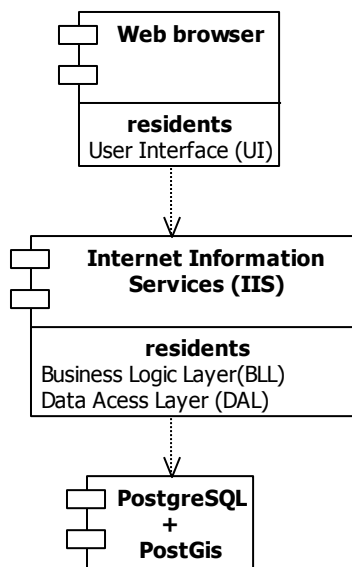 Web browser
residents
User Interface (UI)
Internet Information
Services (IIS)
residents
Business Logic Layer(BLL)
Data Acess Layer (DAL)
PostgreSQL
+
PostGis